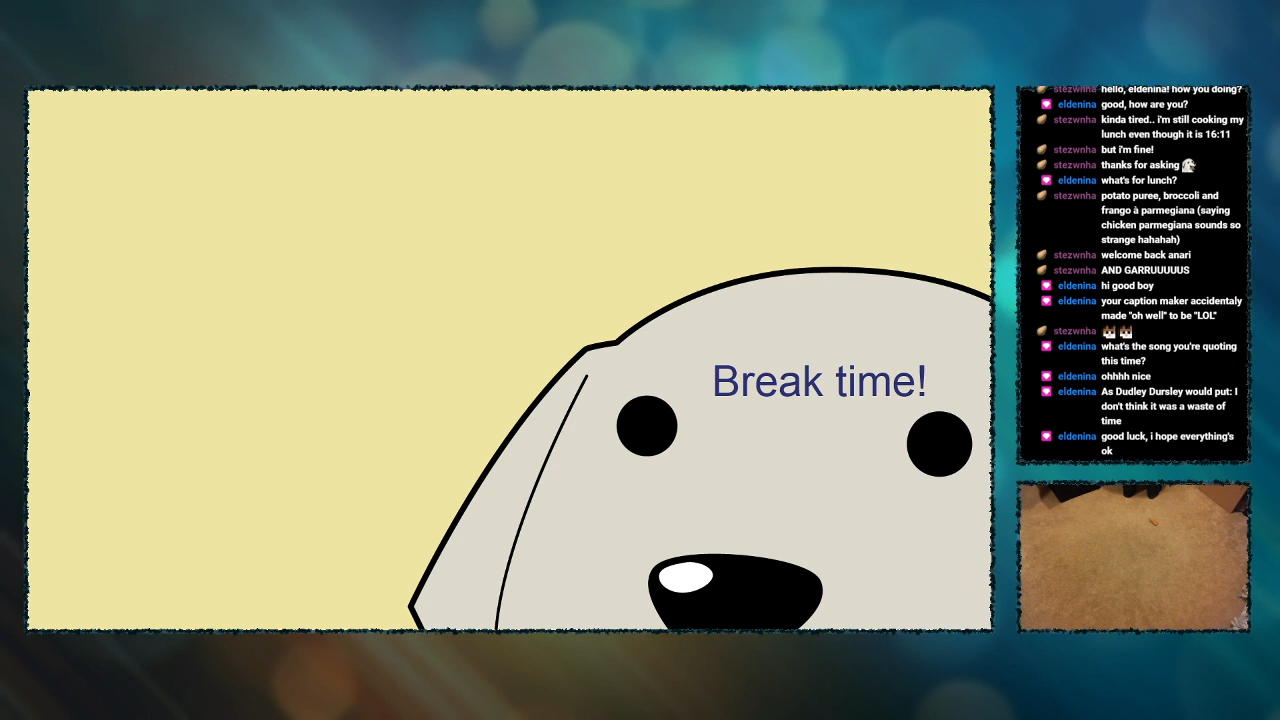 Break time!
stezwnha hello, eldenina! how you doing?
eldenina good, how are you?
stezwnha kinda tired.. i'm still cooking my
lunch even though it is 16:11
stezwnha but i'm fine!
stezwnha thanks for asking
eldenina what's for lunch?
stezwnha potato puree, broccoli and
frango à parmegiana (saying
chicken parmegiana sounds so
strange hahahah)
stezwnha welcome back anari
stezwnha AND GARRUUUUUS
eldenina hi good boy
eldenina your caption maker accidentaly
made "oh well" to be "LOL"
stezwnha
eldenina what's the song you're quoting
this time?
eldenina ohhhh nice
eldenina As Dudley Dursley would put: I
don't think it was a waste of
time
eldenina good luck, i hope everything's
ok